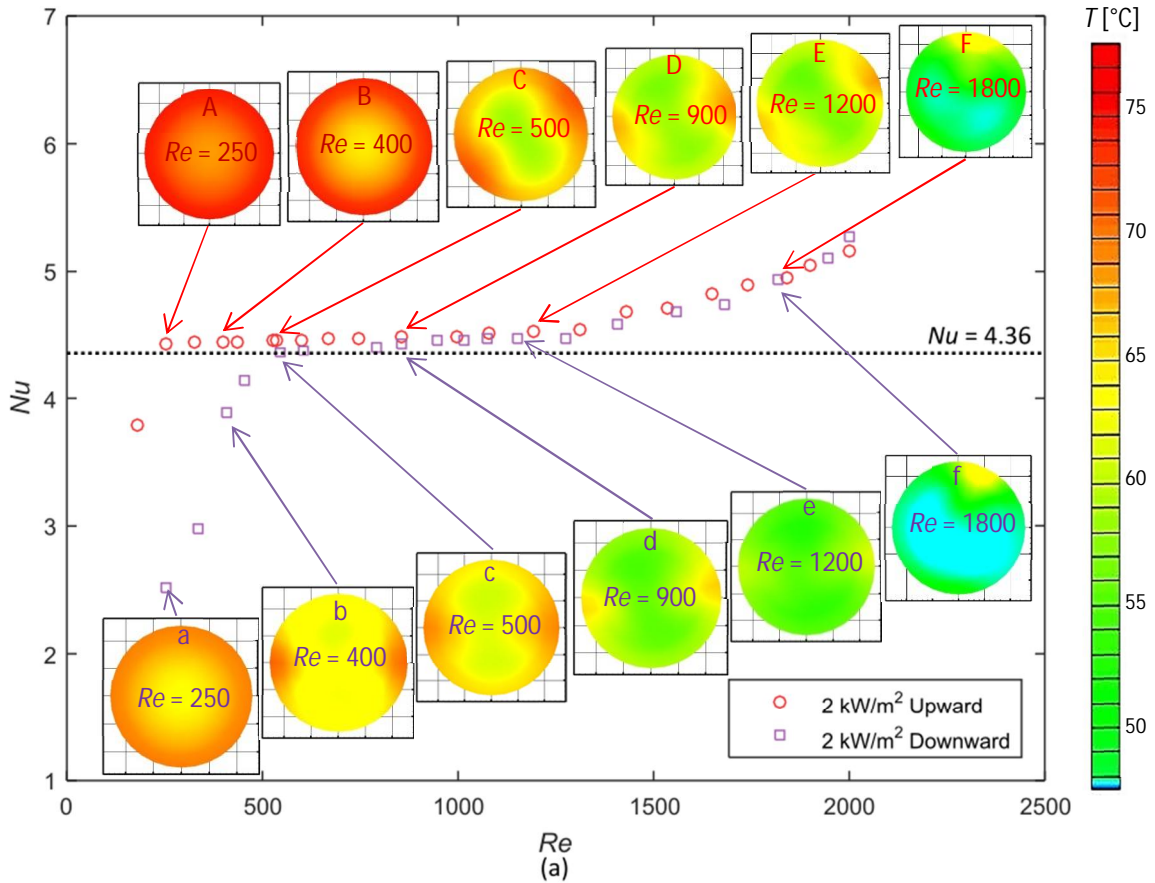 T [°C]
7
6
5
4
3
2
1
Nu
A
Re = 250
B
Re = 400
C
Re = 500
D
Re = 900
E
Re = 1200
F
Re = 1800
Nu = 4.36
a
Re = 250
b
Re = 400
c
Re = 500
d
Re = 900
e
Re = 1200
f
Re = 1800
2 kW/m² Upward
2 kW/m² Downward
0
500
1000
1500
2000
2500
Re
(a)
75
70
65
60
55
50